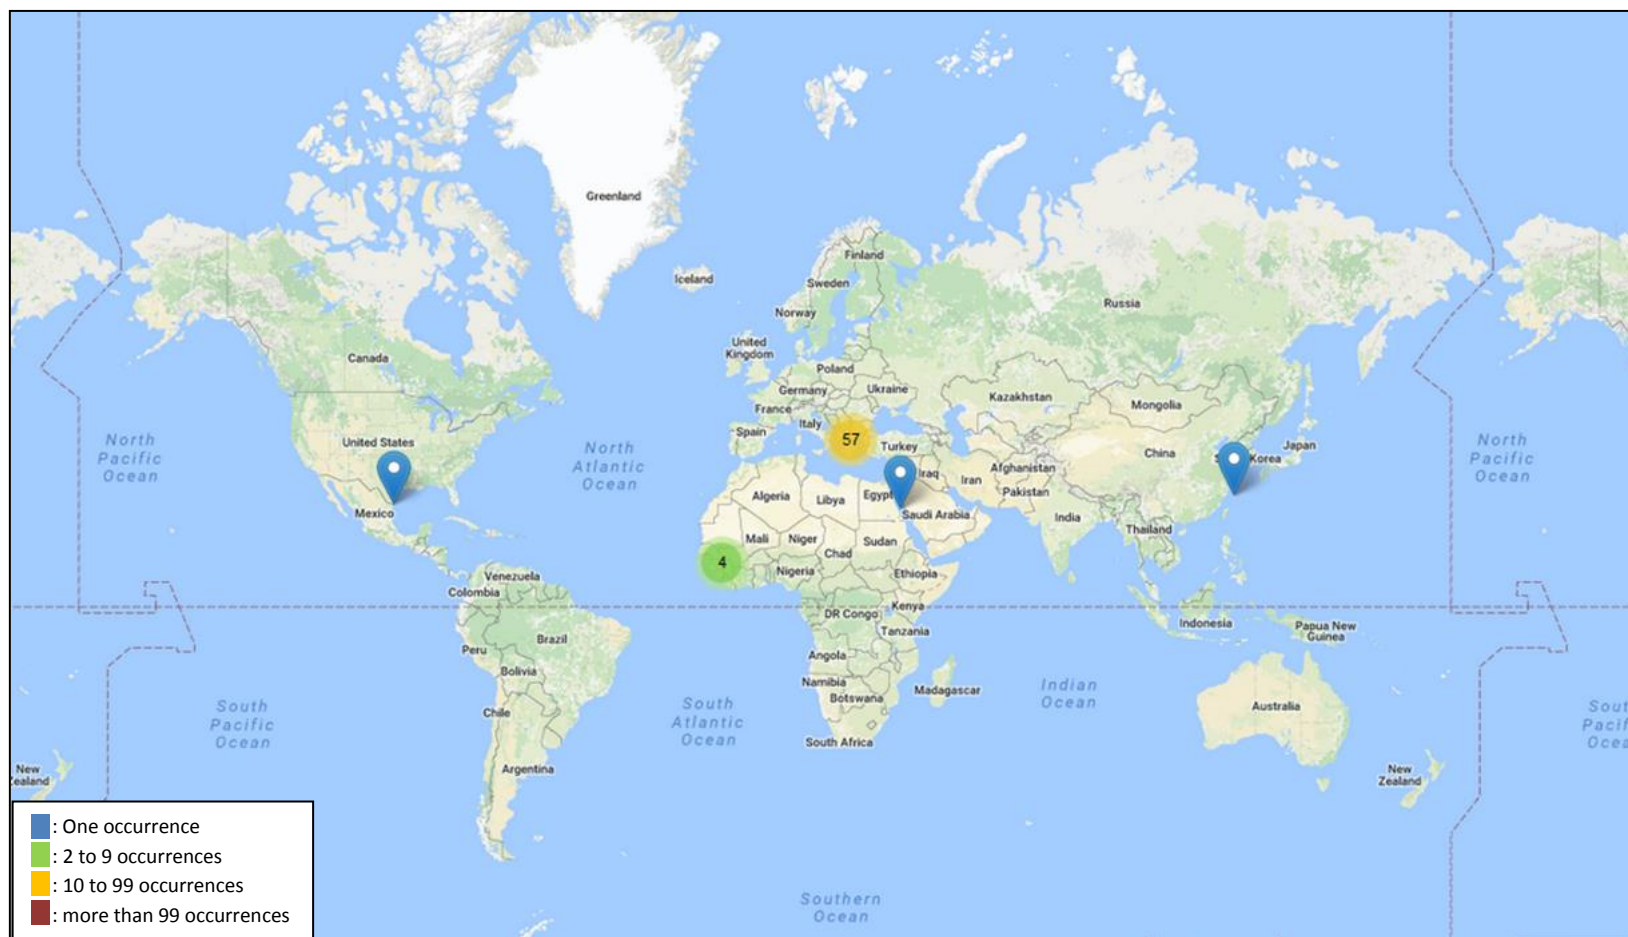 Greenland
Iceland
Finland
Sweden
Norway
Russia
United
Kingdom
Canada
Poland
Germany
Ukraine
France
Kazakhstan
Mongolia
Italy
Spain
57
Turkey
United States
North
Pacific
Ocean
North
Atlantic
Ocean
China
Japan
Korea
North
Pacific
Ocean
Iraq
Iran
Afghanistan
Pakistan
Algeria
Libya
Egypt
Saudi Arabia
India
Mexico
Thailand
Mali
Niger
Chad
Sudan
4
Nigeria
Ethiopia
Venezuela
Colombia
DR Congo
Kenya
Tanzania
Indonesia
Papua New
Guinea
Brazil
Peru
Bolivia
Angola
Namibia
Botswana
Madagascar
Indian
Ocean
South
Pacific
Ocean
South
Atlantic
Ocean
Chile
Australia
South Africa
Argentina
New
Zealand
New
ealand
Sout
Pacif
Ocea
Southern
Ocean
: One occurrence
: 2 to 9 occurrences
: 10 to 99 occurrences
: more than 99 occurrences